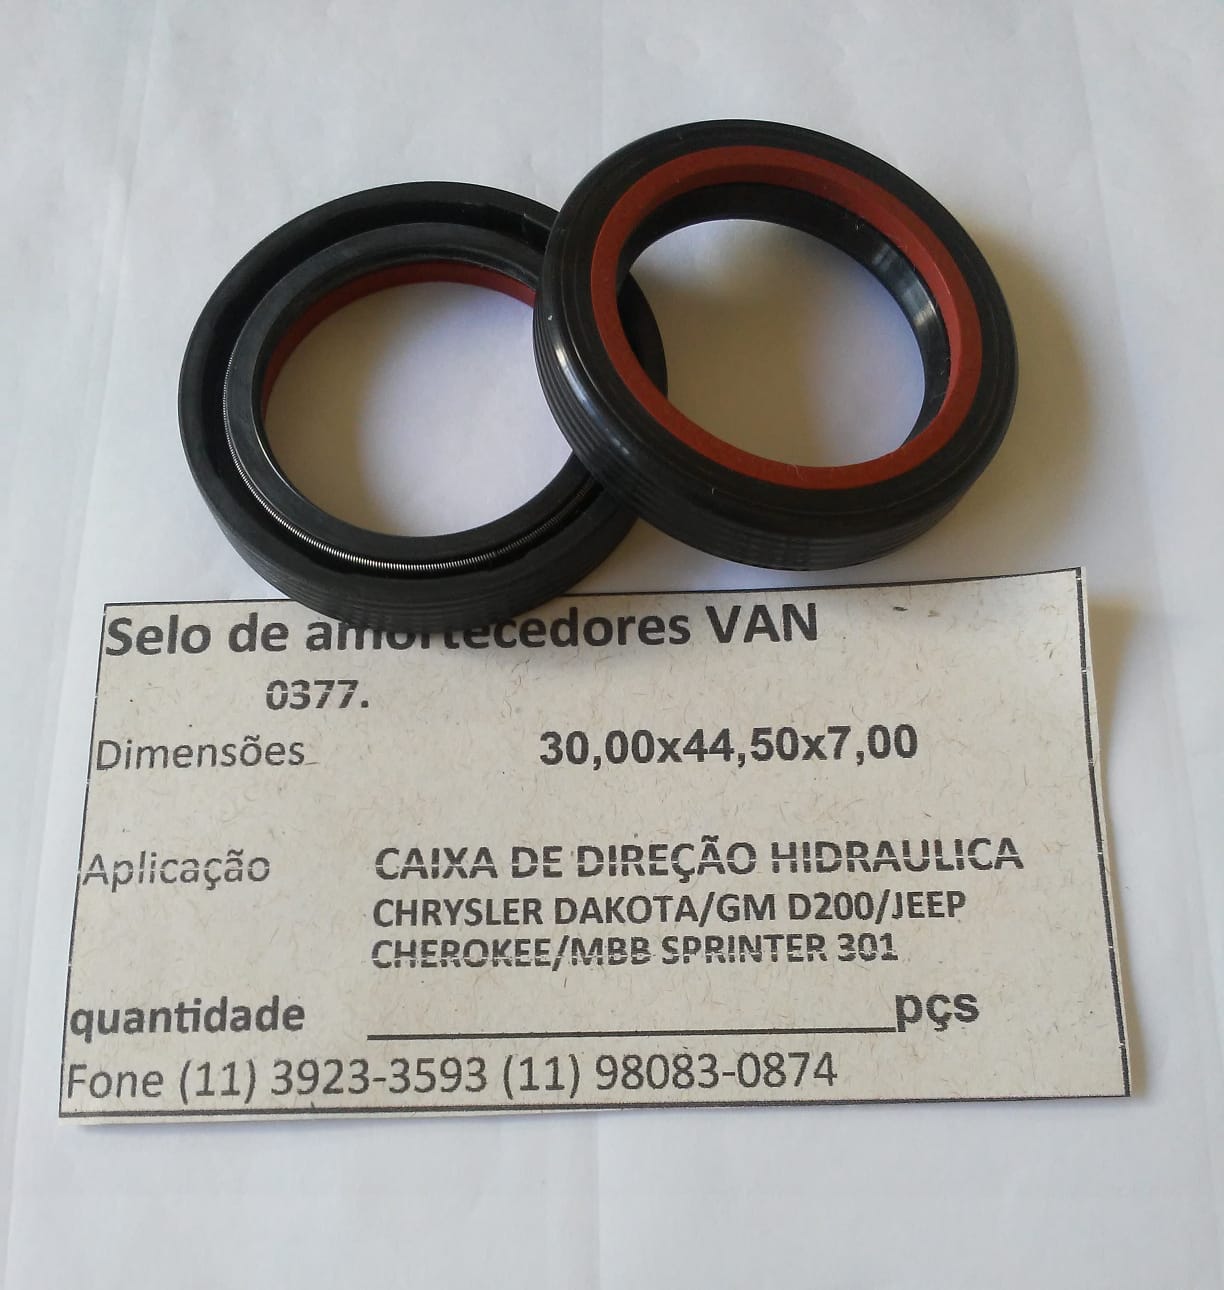 Selo de amortecedores VAN
0377.
Dimensões 30,00x44,50x7,00
Aplicação CAIXA DE DIREÇÃO HIDRAULICA
CHRYSLER DAKOTA/GM D200/JEEP
CHEROKEE/MBB SPRINTER 301
quantidade ____________________pçs
Fone (11) 3923-3593 (11) 98083-0874